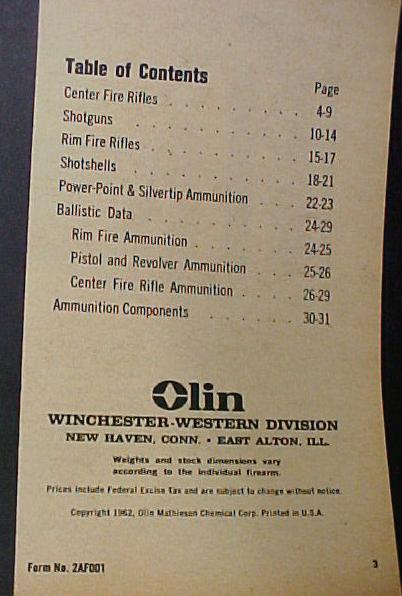 Table of Contents
Page
Center Fire Rifles . . . . . . . . 4-9
Shotguns . . . . . . . . . 10-14
Rim Fire Rifles . . . . . . . . 15-17
Shotshells . . . . . . . . . 18-21
Power-Point & Silvertip Ammunition . . . . 22-23
Ballistic Data . . . . . . . . . 24-29
Rim Fire Ammunition . . . . . . 24-25
Pistol and Revolver Ammunition . . . 25-26
Center Fire Rifle Ammunition . . . . 26-29
Ammunition Components . . . . . 30-31
Olin
WINCHESTER-WESTERN DIVISION
NEW HAVEN, CONN. • EAST ALTON, ILL.
Weights and stock dimensions vary
according to the individual firearm.
Prices include Federal Excise Tax and are subject to change without notice.
Copyright 1962, Olin Mathieson Chemical Corp. Printed in U.S.A.
Form No. 2AF001
3